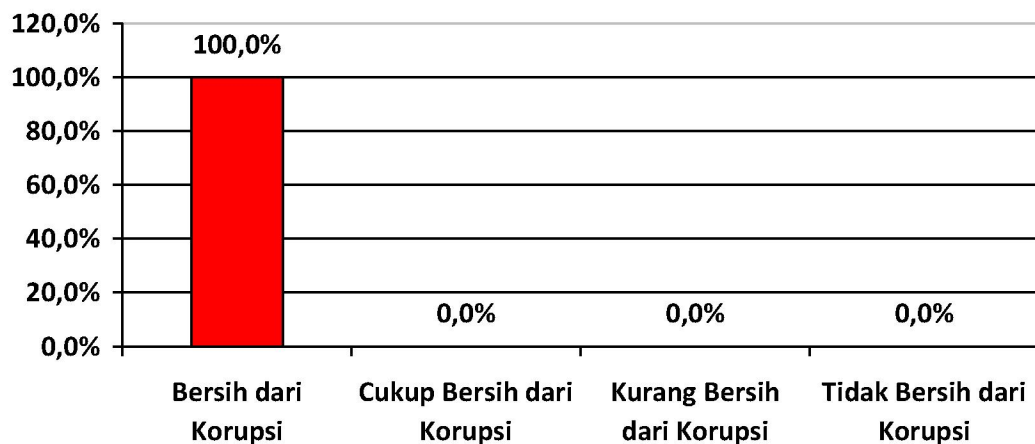 120,0%
100,0%
100,0%
80,0%
60,0%
40,0%
20,0%
0,0%
0,0%
0,0%
0,0%
Bersih dari
Korupsi
Cukup Bersih dari
Korupsi
Kurang Bersih
dari Korupsi
Tidak Bersih dari
Korupsi